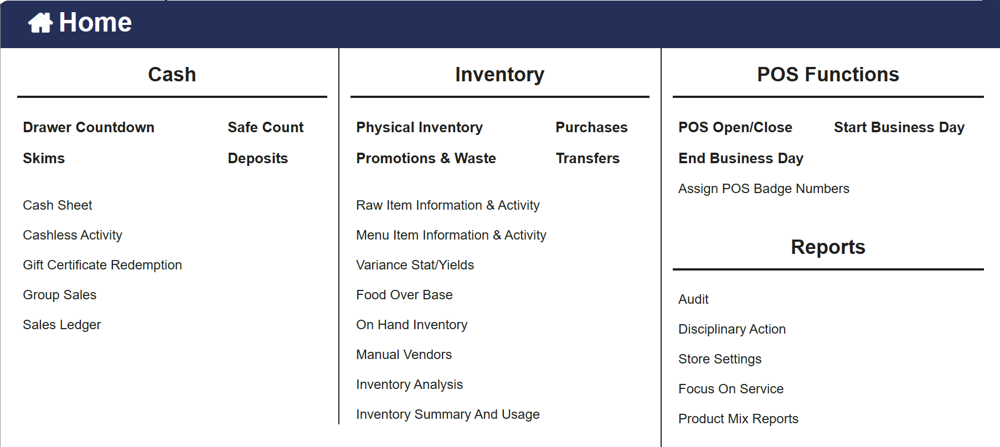 Home
Cash
Drawer Countdown Safe Count
Skims Deposits
Cash Sheet
Cashless Activity
Gift Certificate Redemption
Group Sales
Sales Ledger
Inventory
Physical Inventory Purchases
Promotions & Waste Transfers
Raw Item Information & Activity
Menu Item Information & Activity
Variance Stat/Yields
Food Over Base
On Hand Inventory
Manual Vendors
Inventory Analysis
Inventory Summary And Usage
POS Functions
POS Open/Close Start Business Day
End Business Day
Assign POS Badge Numbers
Reports
Audit
Disciplinary Action
Store Settings
Focus On Service
Product Mix Reports